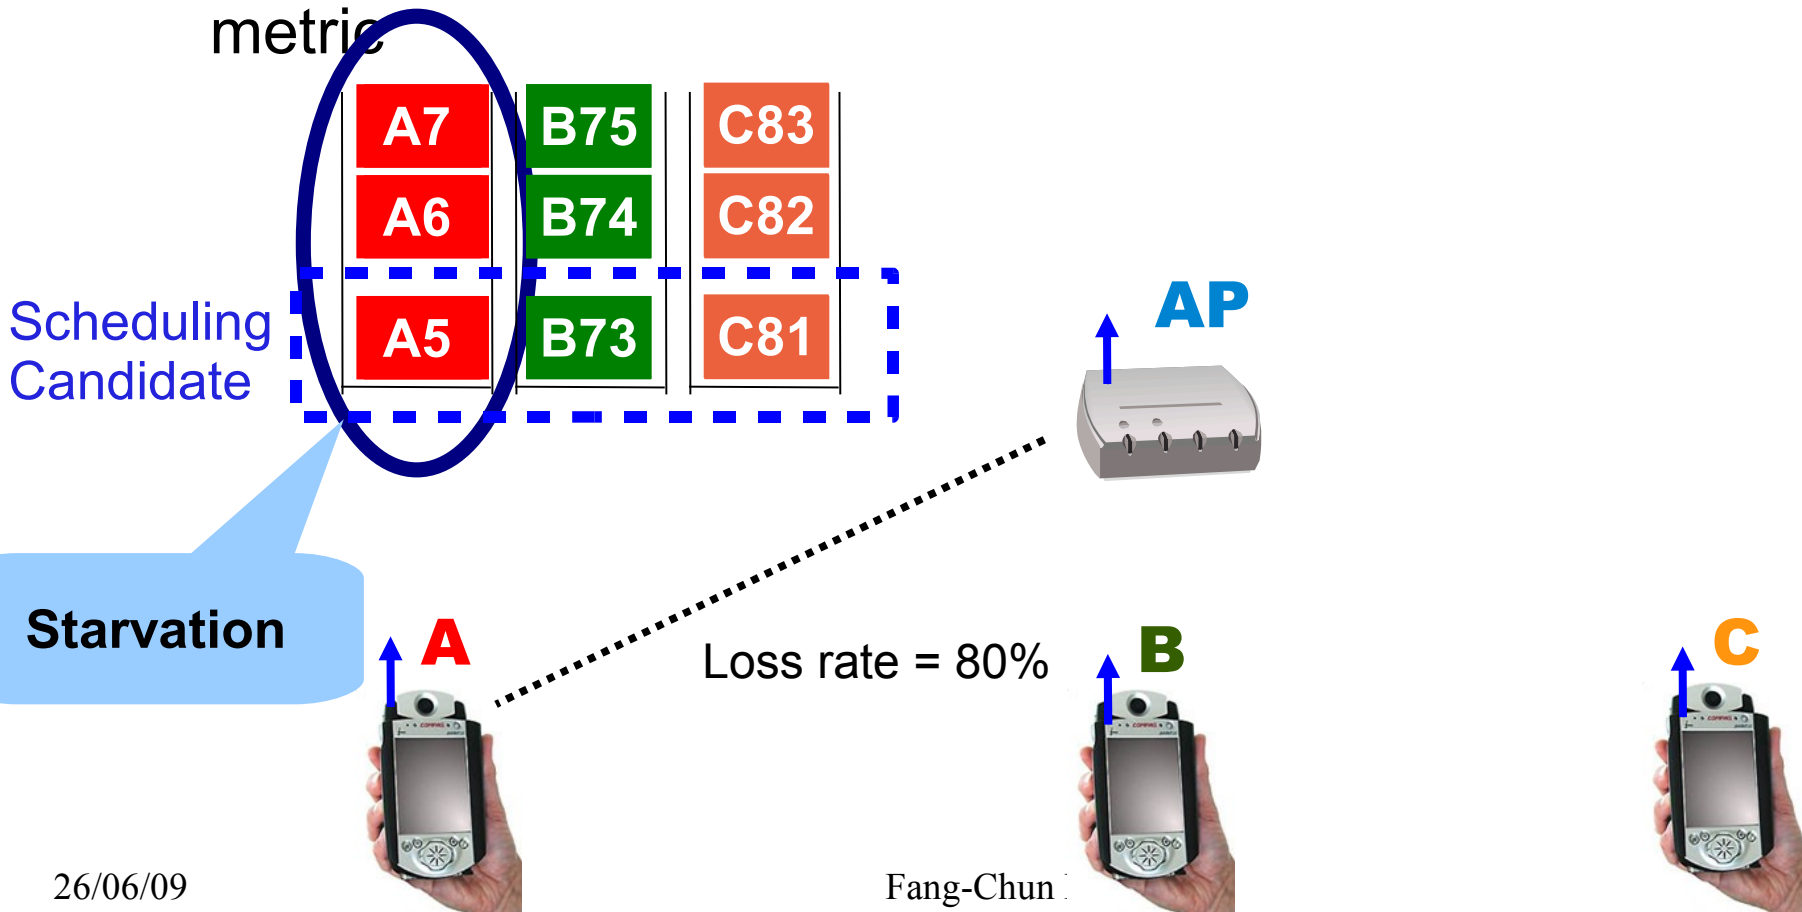 metric
A7 B75 C83
A6 B74 C82
A5 B73 C81
Scheduling
Candidate
AP
Starvation
A
Loss rate = 80%
B
C
26/06/09
Fang-Chun